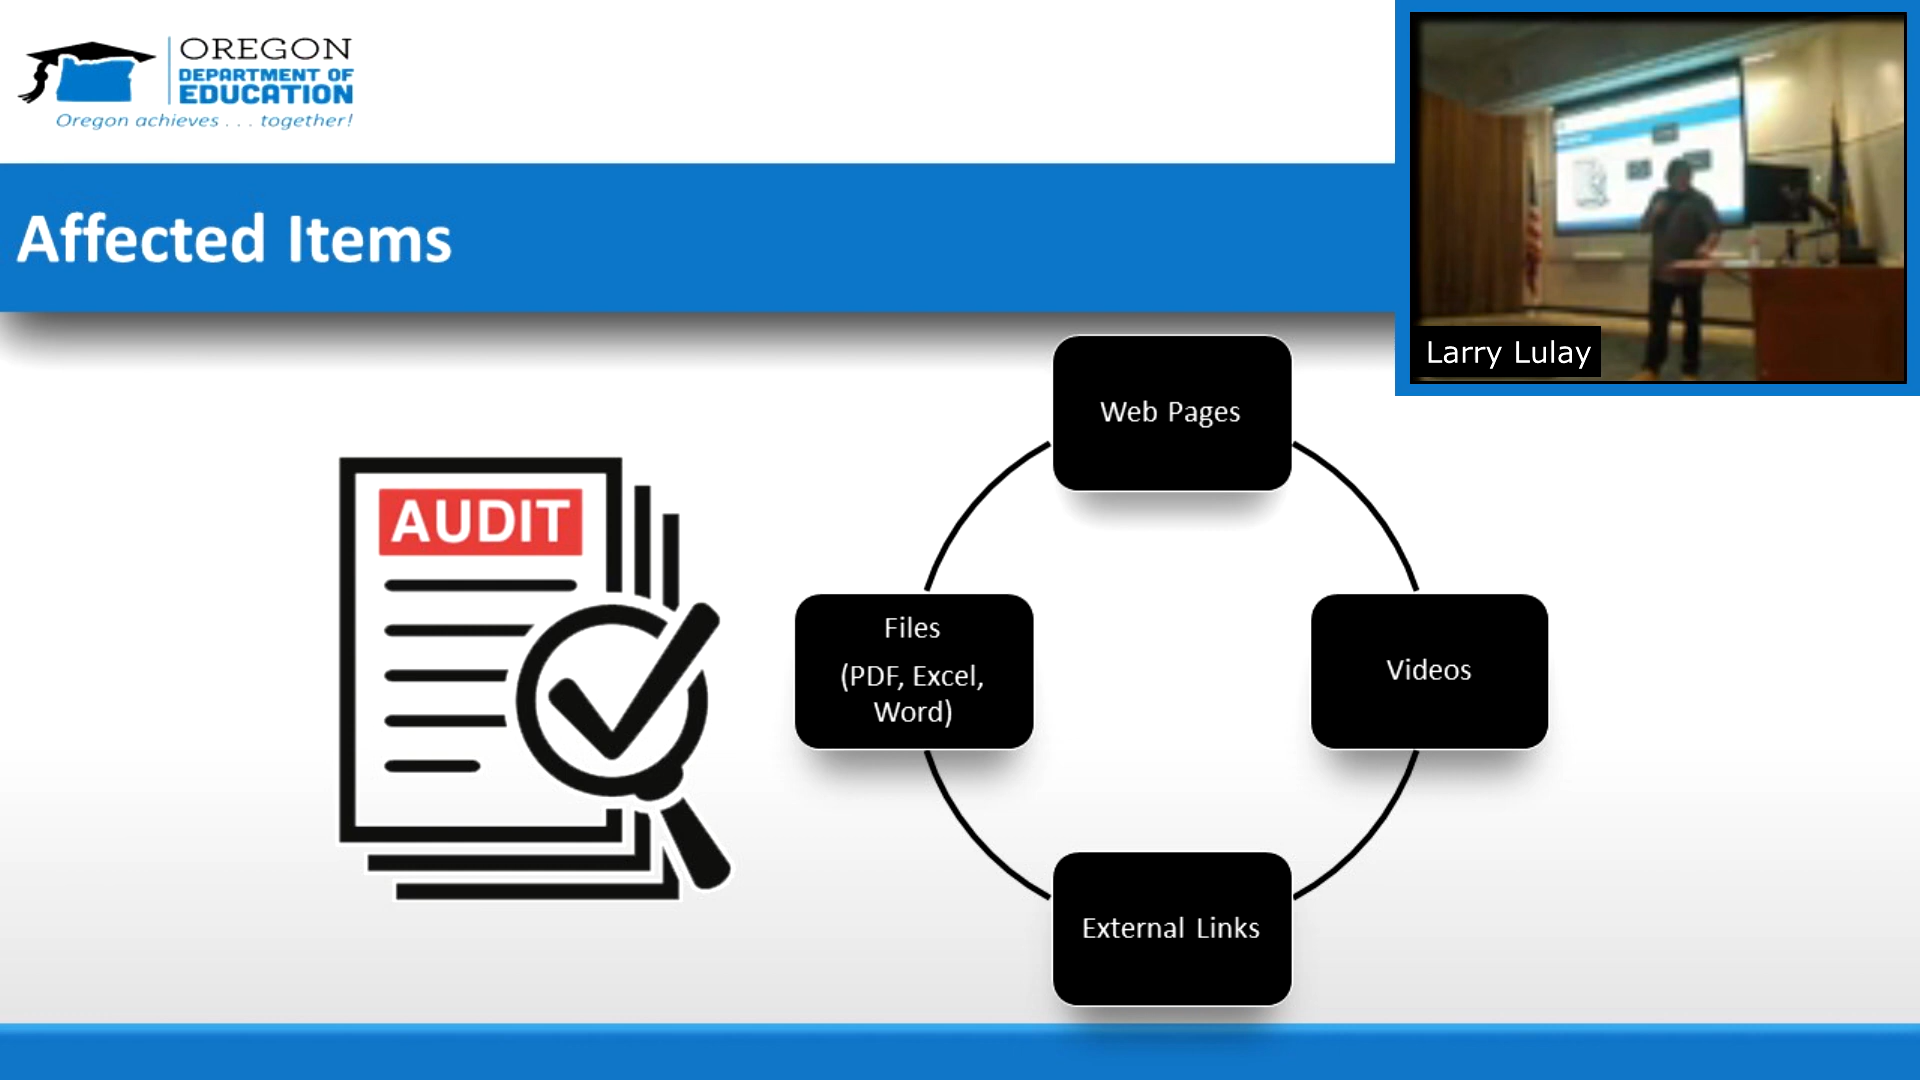 OREGON
DEPARTMENT OF
EDUCATION
Oregon achieves . . . together!
Affected Items
Larry Lulay
AUDIT
Web Pages
Files
(PDF, Excel,
Word)
Videos
External Links